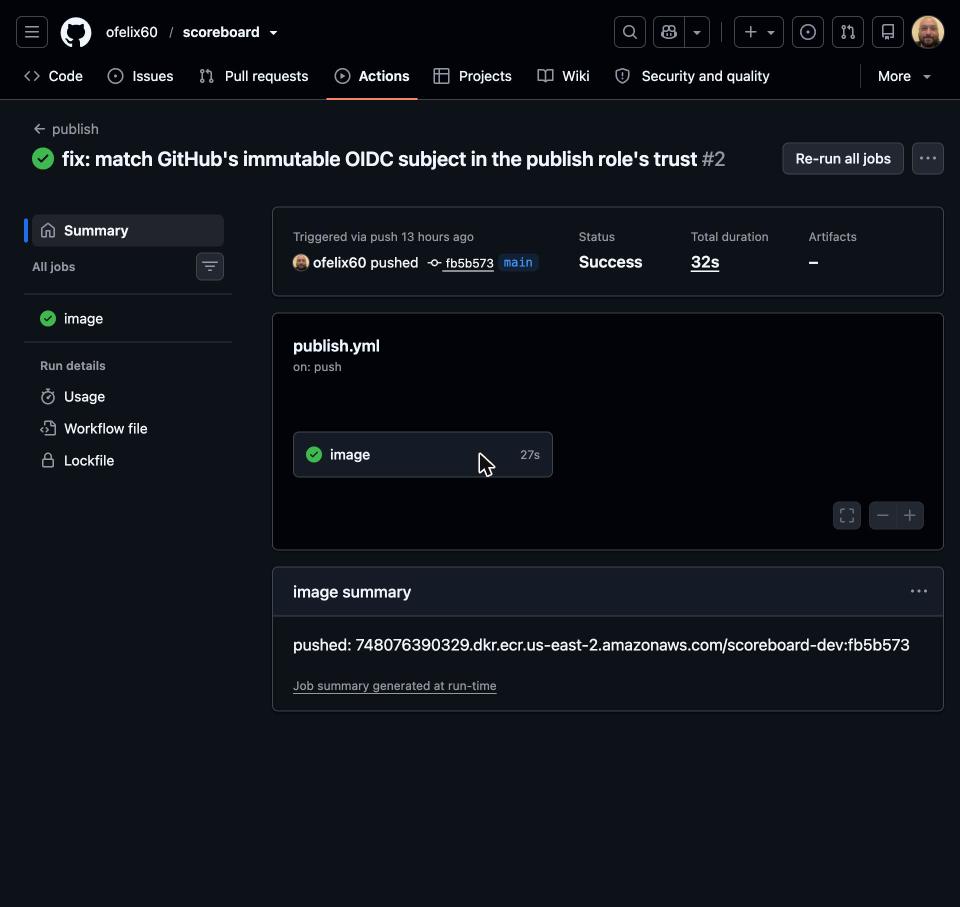 ofelix60 / scoreboard
Code Issues Pull requests Actions Projects Wiki Security and quality More
publish
fix: match GitHub's immutable OIDC subject in the publish role's trust #2
Re-run all jobs
Summary
All jobs
image
Run details
Usage
Workflow file
Lockfile
Triggered via push 13 hours ago
ofelix60 pushed fb5b573 main
Status
Success
Total duration
32s
Artifacts
–
publish.yml
on: push
image 27s
image summary
pushed: 748076390329.dkr.ecr.us-east-2.amazonaws.com/scoreboard-dev:fb5b573
Job summary generated at run-time